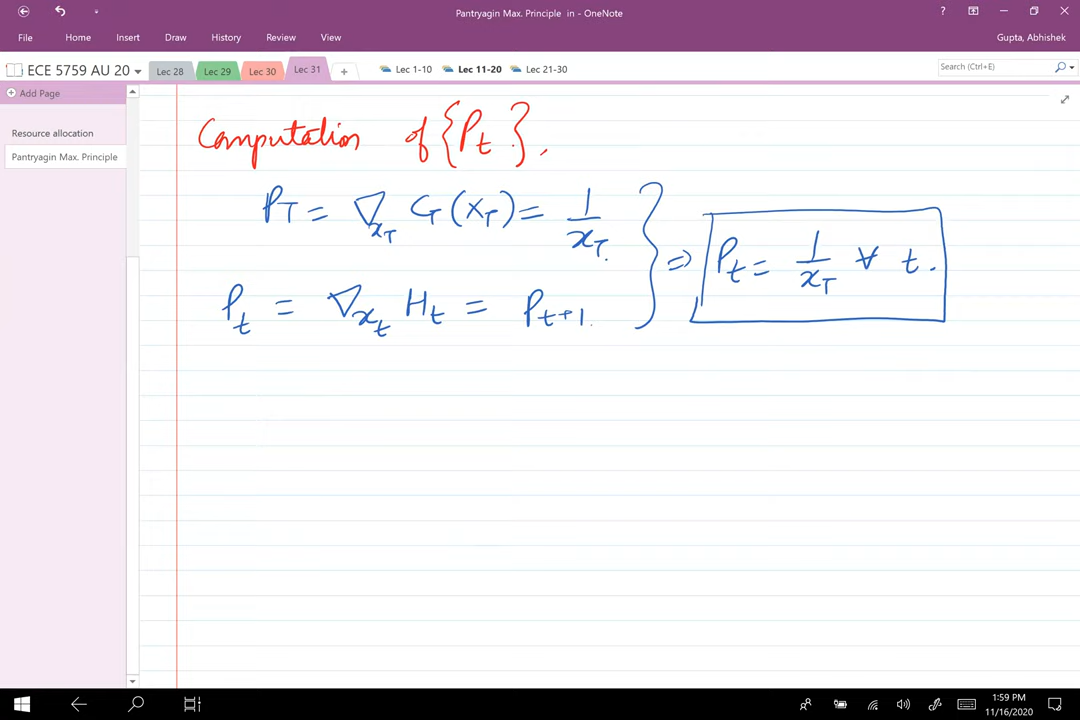 Pantryagin Max. Principle in - OneNote
File Home Insert Draw History Review View
Gupta, Abhishek
ECE 5759 AU 20
Lec 28 Lec 29 Lec 30 Lec 31 + Lec 1-10 Lec 11-20 Lec 21-30
Search (Ctrl+E)
Add Page
Resource allocation
Pantryagin Max. Principle
Computation of {P_t}.
P_T = ∇_{x_T} G(x_T) = 1/x_T.
P_t = ∇_{x_t} H_t = P_{t+1}.
} ⇒ P_t = 1/x_T ∀ t.
1:59 PM
11/16/2020